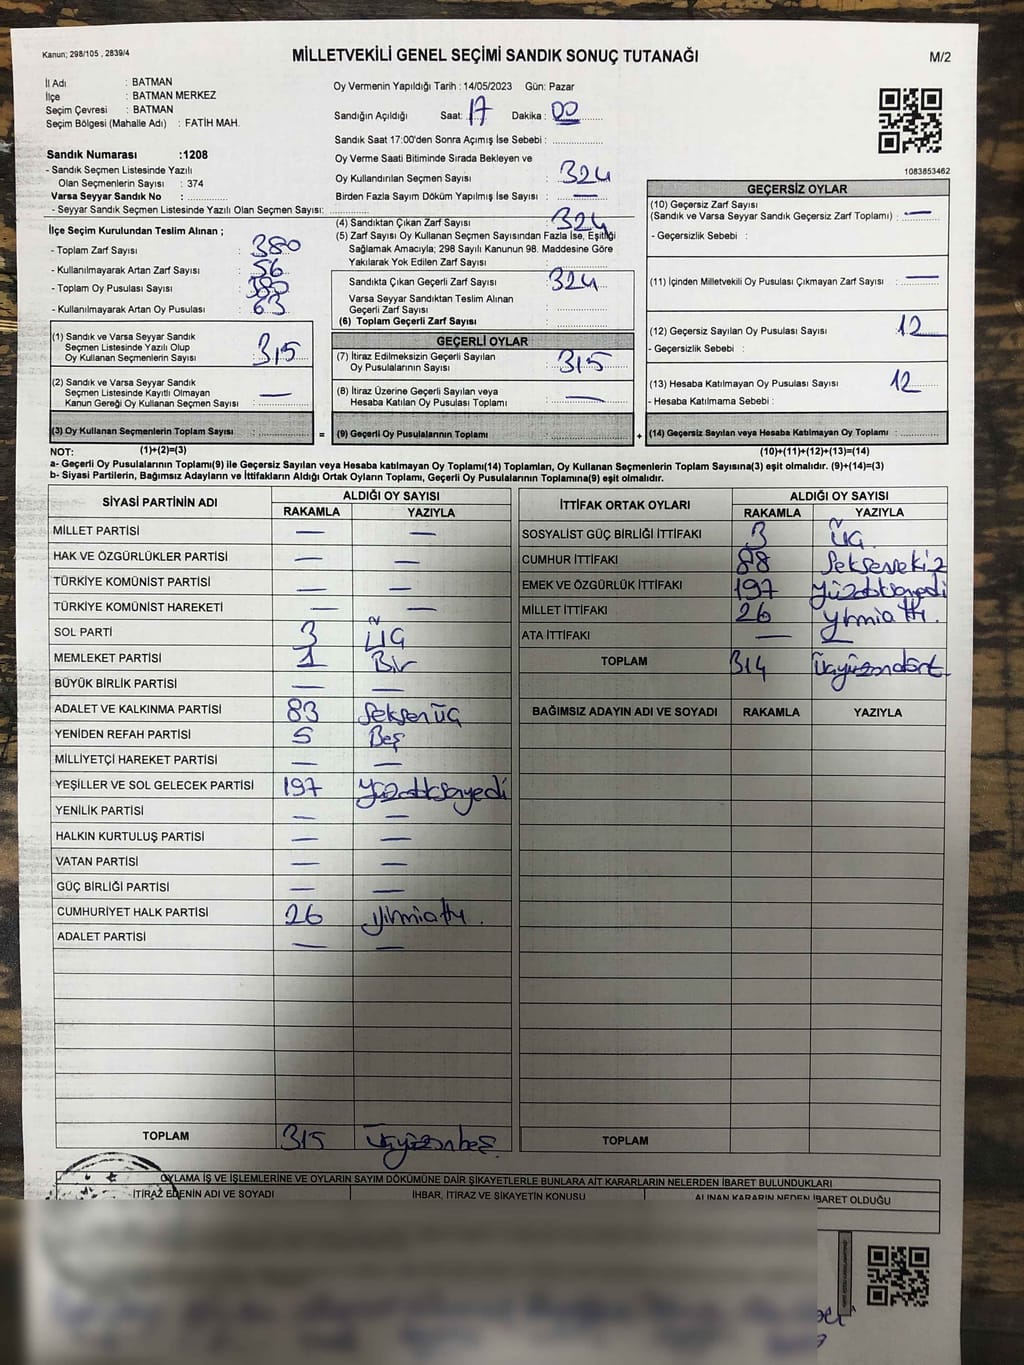 Kanun; 298/105 , 2839/4
MİLLETVEKİLİ GENEL SEÇİMİ SANDIK SONUÇ TUTANAĞI
M/2
İl Adı : BATMAN
İlçe : BATMAN MERKEZ
Seçim Çevresi : BATMAN
Seçim Bölgesi (Mahalle Adı) : FATİH MAH.
Sandık Numarası :1208
- Sandık Seçmen Listesinde Yazılı
Olan Seçmenlerin Sayısı : 374
Varsa Seyyar Sandık No :
- Seyyar Sandık Seçmen Listesinde Yazılı Olan Seçmen Sayısı:
İlçe Seçim Kurulundan Teslim Alınan ;
- Toplam Zarf Sayısı : 380
- Kullanılmayarak Artan Zarf Sayısı : 56
- Toplam Oy Pusulası Sayısı : 380
- Kullanılmayarak Artan Oy Pusulası : 63
(1) Sandık ve Varsa Seyyar Sandık
Seçmen Listesinde Yazılı Olup
Oy Kullanan Seçmenlerin Sayısı : 315
(2) Sandık ve Varsa Seyyar Sandık
Seçmen Listesinde Kayıtlı Olmayan
Kanun Gereği Oy Kullanan Seçmen Sayısı : —
(3) Oy Kullanan Seçmenlerin Toplam Sayısı :
(1)+(2)=(3)
Oy Vermenin Yapıldığı Tarih : 14/05/2023 Gün: Pazar
Sandığın Açıldığı Saat: 17 Dakika : 00
Sandık Saat 17:00'den Sonra Açımış İse Sebebi :
Oy Verme Saati Bitiminde Sırada Bekleyen ve
Oy Kullandırılan Seçmen Sayısı : 324
Birden Fazla Sayım Döküm Yapılmış İse Sayısı : —
(4) Sandıktan Çıkan Zarf Sayısı : 324
(5) Zarf Sayısı Oy Kullanan Seçmen Sayısından Fazla İse, Eşitliği
Sağlamak Amacıyla; 298 Sayılı Kanunun 98. Maddesine Göre
Yakılarak Yok Edilen Zarf Sayısı :
Sandıkta Çıkan Geçerli Zarf Sayısı : 324
Varsa Seyyar Sandıktan Teslim Alınan
Geçerli Zarf Sayısı :
(6) Toplam Geçerli Zarf Sayısı :
GEÇERLİ OYLAR
(7) İtiraz Edilmeksizin Geçerli Sayılan
Oy Pusulalarının Sayısı : 315
(8) İtiraz Üzerine Geçerli Sayılan veya
Hesaba Katılan Oy Pusulası Toplamı : —
= (9) Geçerli Oy Pusulalarının Toplamı :
1083853462
GEÇERSİZ OYLAR
(10) Geçersiz Zarf Sayısı
(Sandık ve Varsa Seyyar Sandık Geçersiz Zarf Toplamı) : —
- Geçersizlik Sebebi :
(11) İçinden Milletvekili Oy Pusulası Çıkmayan Zarf Sayısı : —
(12) Geçersiz Sayılan Oy Pusulası Sayısı : 12
- Geçersizlik Sebebi :
(13) Hesaba Katılmayan Oy Pusulası Sayısı : 12
- Hesaba Katılmama Sebebi :
+ (14) Geçersiz Sayılan veya Hesaba Katılmayan Oy Toplamı :
(10)+(11)+(12)+(13)=(14)
NOT:
a- Geçerli Oy Pusulalarının Toplamı(9) ile Geçersiz Sayılan veya Hesaba katılmayan Oy Toplamı(14) Toplamları, Oy Kullanan Seçmenlerin Toplam Sayısına(3) eşit olmalıdır. (9)+(14)=(3)
b- Siyasi Partilerin, Bağımsız Adayların ve İttifakların Aldığı Ortak Oyların Toplamı, Geçerli Oy Pusulalarının Toplamına(9) eşit olmalıdır.
SİYASİ PARTİNİN ADI ALDIĞI OY SAYISI
RAKAMLA YAZIYLA
MİLLET PARTİSİ — —
HAK VE ÖZGÜRLÜKLER PARTİSİ — —
TÜRKİYE KOMÜNİST PARTİSİ — —
TÜRKİYE KOMÜNİST HAREKETİ — —
SOL PARTİ 3 ÜÇ
MEMLEKET PARTİSİ 1 Bir
BÜYÜK BİRLİK PARTİSİ — —
ADALET VE KALKINMA PARTİSİ 83 Seksenüç
YENİDEN REFAH PARTİSİ 5 Beş
MİLLİYETÇİ HAREKET PARTİSİ — —
YEŞİLLER VE SOL GELECEK PARTİSİ 197 yüzdoksanyedi
YENİLİK PARTİSİ — —
HALKIN KURTULUŞ PARTİSİ — —
VATAN PARTİSİ — —
GÜÇ BİRLİĞİ PARTİSİ — —
CUMHURİYET HALK PARTİSİ 26 yirmialtı.
ADALET PARTİSİ — —
TOPLAM 315 üçyüzonbeş.
İTTİFAK ORTAK OYLARI ALDIĞI OY SAYISI
RAKAMLA YAZIYLA
SOSYALİST GÜÇ BİRLİĞİ İTTİFAKI 3 ÜÇ
CUMHUR İTTİFAKI 88 Seksenseki'z
EMEK VE ÖZGÜRLÜK İTTİFAKI 197 yüzdoksanyedi
MİLLET İTTİFAKI 26 yirmialtı.
ATA İTTİFAKI — —
TOPLAM 314 Üçyüzondört
BAĞIMSIZ ADAYIN ADI VE SOYADI RAKAMLA YAZIYLA
TOPLAM
OYLAMA İŞ VE İŞLEMLERİNE VE OYLARIN SAYIM DÖKÜMÜNE DAİR ŞİKAYETLERLE BUNLARA AİT KARARLARIN NELERDEN İBARET BULUNDUKLARI
İTİRAZ EDENİN ADI VE SOYADI İHBAR, İTİRAZ VE ŞİKAYETİN KONUSU ALINAN KARARIN NEDEN İBARET OLDUĞU